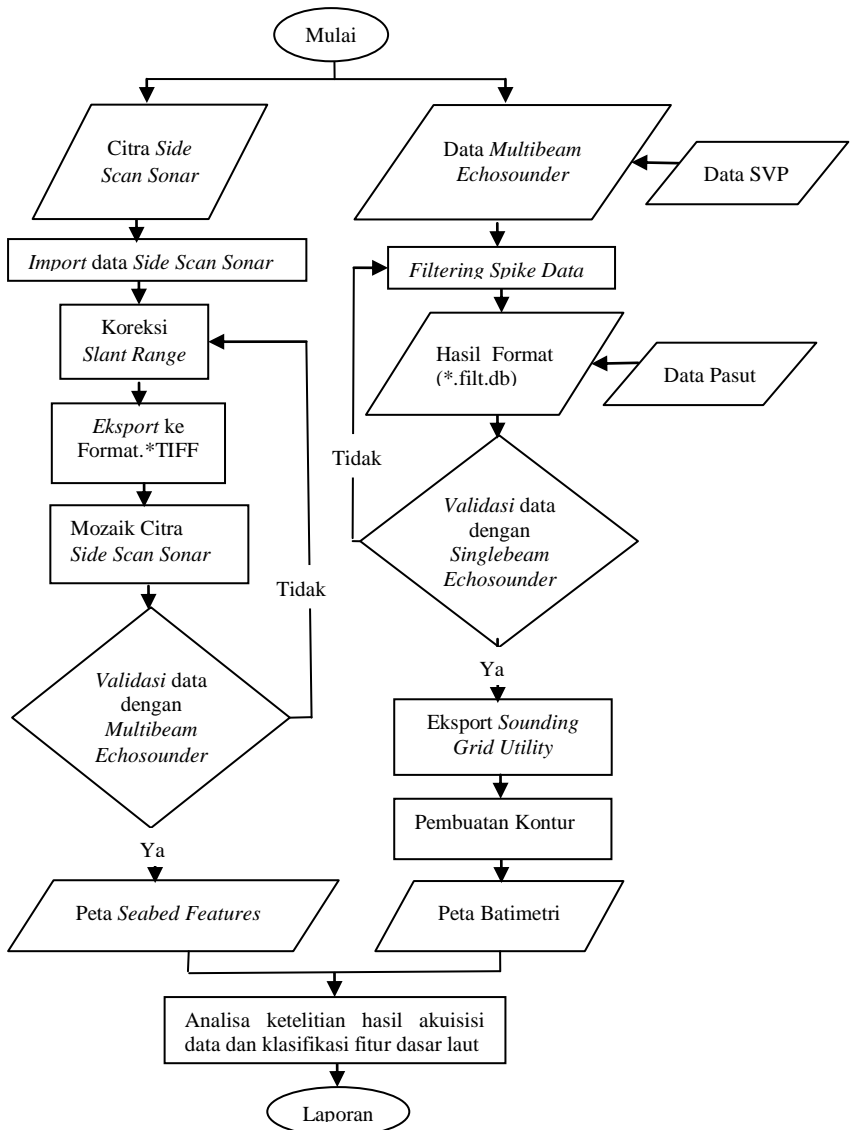 Mulai
Citra Side
Scan Sonar
Data Multibeam
Echosounder
Data SVP
Import data Side Scan Sonar
Filtering Spike Data
Koreksi
Slant Range
Hasil Format
(*.filt.db)
Data Pasut
Eksport ke
Format.*TIFF
Tidak
Mozaik Citra
Side Scan Sonar
Validasi data
dengan
Singlebeam
Echosounder
Tidak
Validasi data
dengan
Multibeam
Echosounder
Ya
Eksport Sounding
Grid Utility
Pembuatan Kontur
Ya
Peta Seabed Features
Peta Batimetri
Analisa ketelitian hasil akuisisi
data dan klasifikasi fitur dasar laut
Laporan